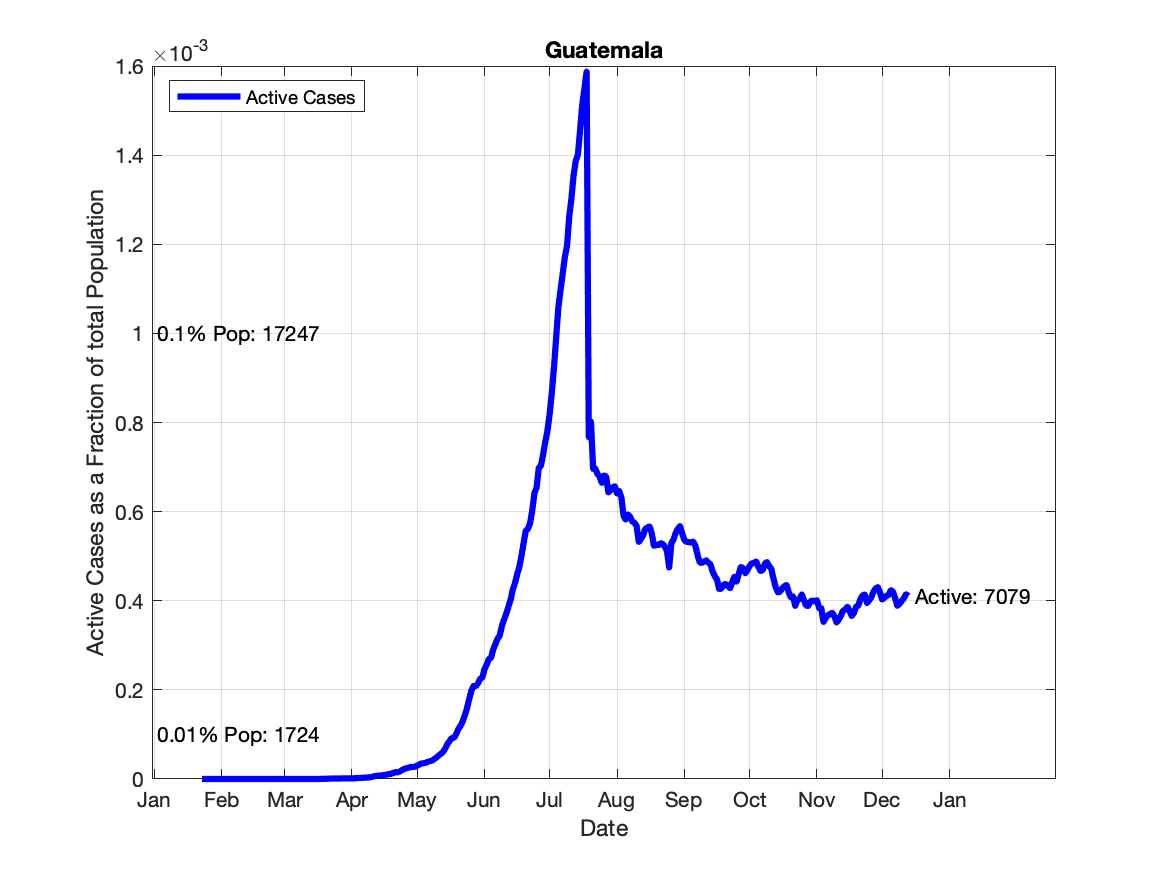 ×10-3
Guatemala
Active Cases
1.6
1.4
1.2
1
0.8
0.6
0.4
0.2
0
0.1% Pop: 17247
0.01% Pop: 1724
Active: 7079
Active Cases as a Fraction of total Population
Jan Feb Mar Apr May Jun Jul Aug Sep Oct Nov Dec Jan
Date